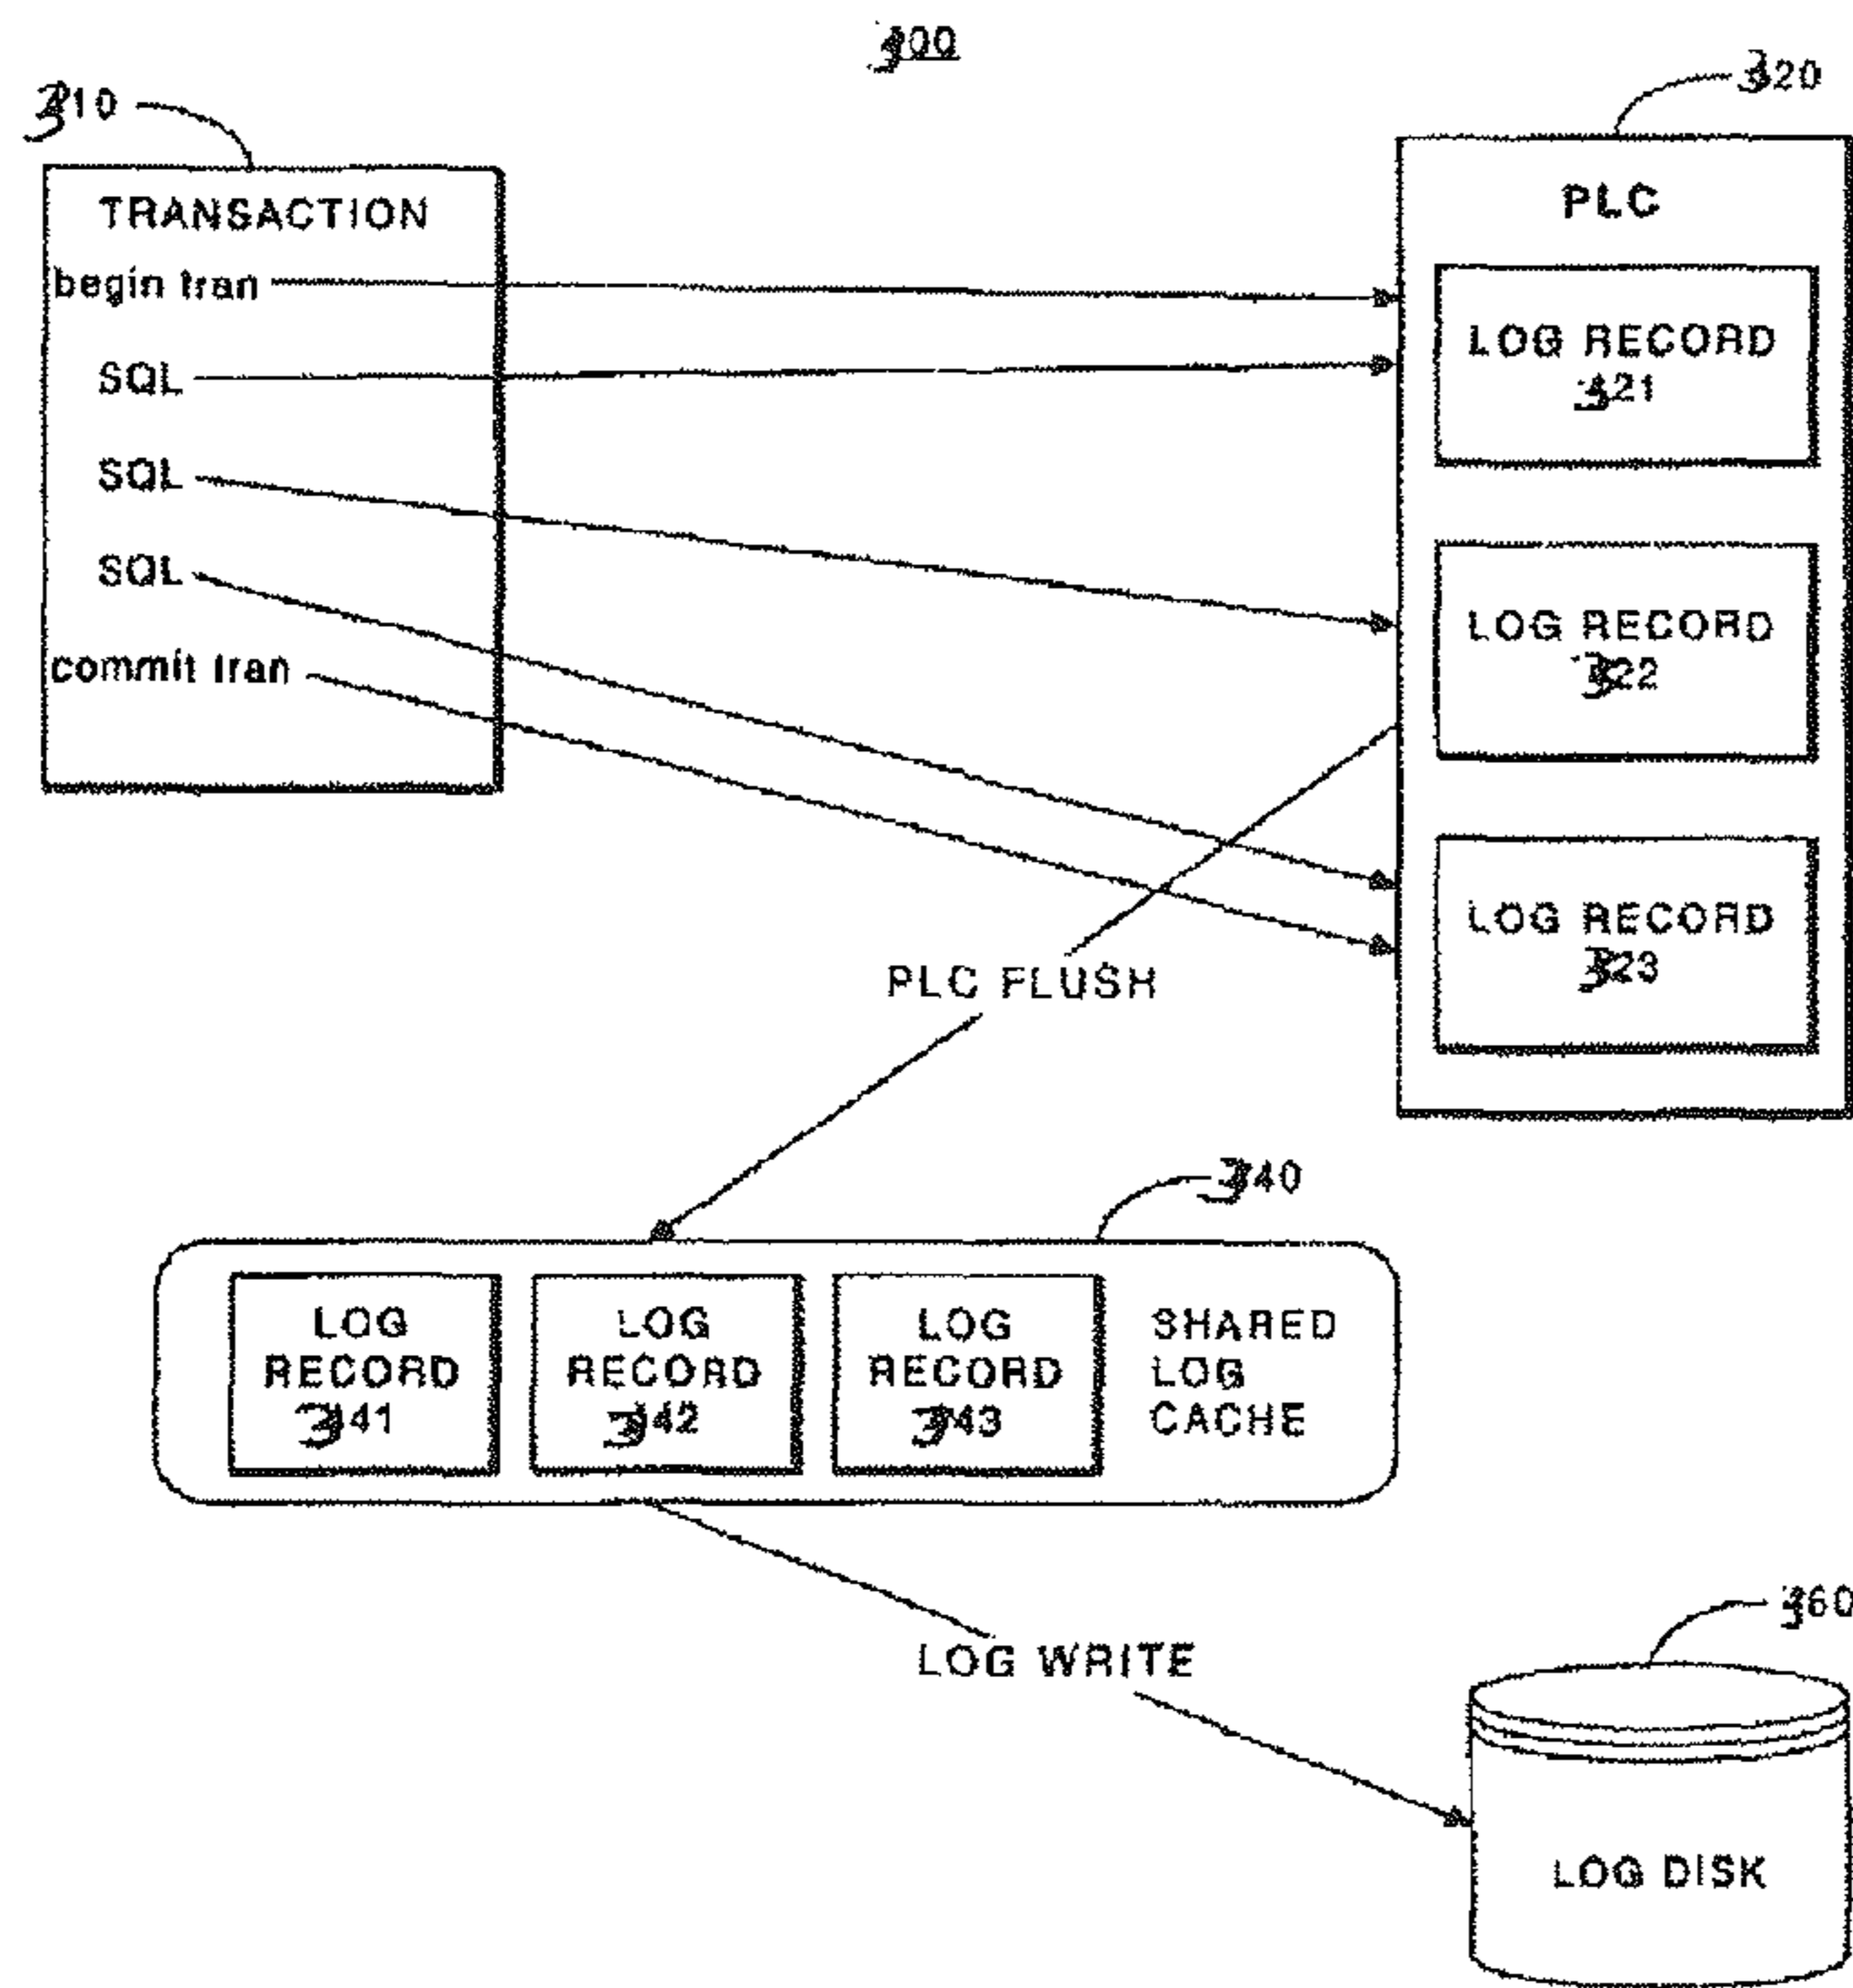 300
310
320
TRANSACTION
begin tran
SQL
SQL
SQL
commit tran
PLC
LOG RECORD
321
LOG RECORD
322
LOG RECORD
323
PLC FLUSH
340
LOG
RECORD
341
LOG
RECORD
342
LOG
RECORD
343
SHARED
LOG
CACHE
LOG WRITE
360
LOG DISK